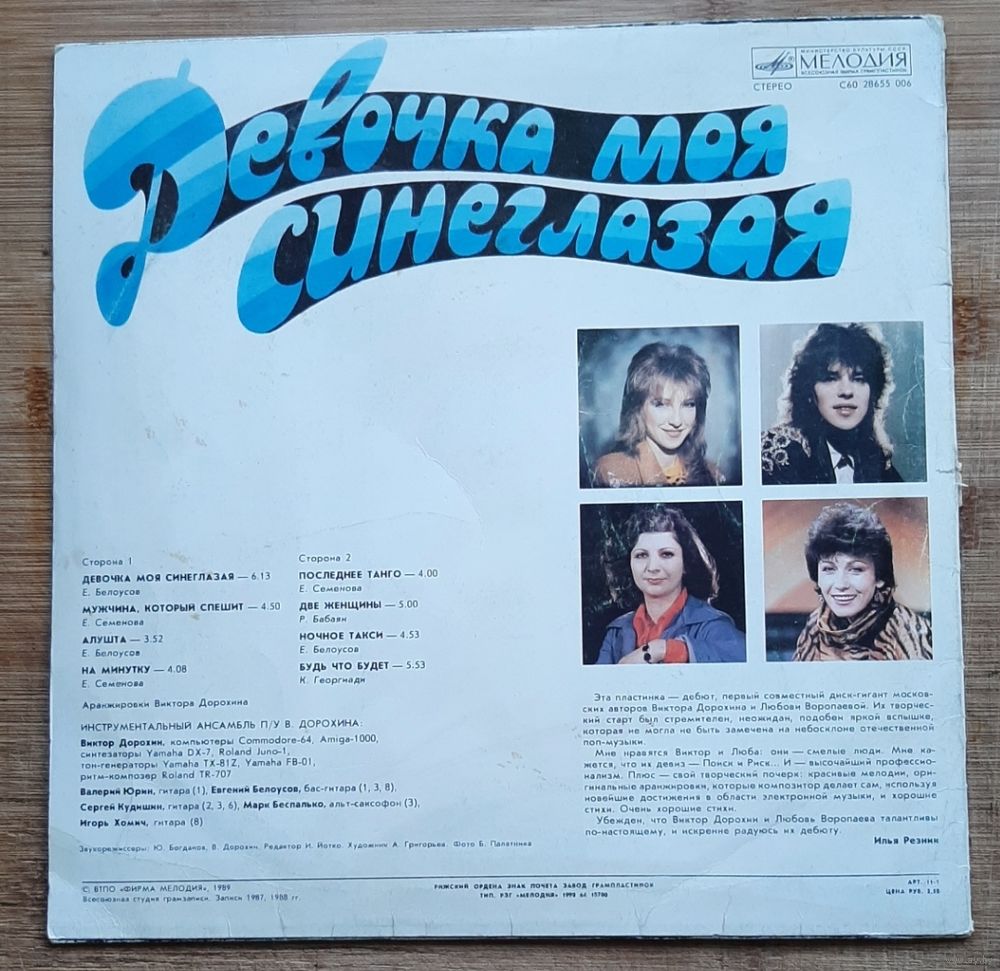 МИНИСТЕРСТВО КУЛЬТУРЫ СССР
МЕЛОДИЯ
ВСЕСОЮЗНАЯ ФИРМА ГРАМПЛАСТИНОК
СТЕРЕО
С60 28655 006
Девочка моя
синеглазая
Сторона 1
ДЕВОЧКА МОЯ СИНЕГЛАЗАЯ — 6.13
Е. Белоусов
МУЖЧИНА, КОТОРЫЙ СПЕШИТ — 4.50
Е. Семенова
АЛУШТА — 3.52
Е. Белоусов
НА МИНУТКУ — 4.08
Е. Семенова
Сторона 2
ПОСЛЕДНЕЕ ТАНГО — 4.00
Е. Семенова
ДВЕ ЖЕНЩИНЫ — 5.00
Р. Бабаян
НОЧНОЕ ТАКСИ — 4.53
Е. Белоусов
БУДЬ ЧТО БУДЕТ — 5.53
К. Георгиади
Аранжировки Виктора Дорохина
ИНСТРУМЕНТАЛЬНЫЙ АНСАМБЛЬ П/У В. ДОРОХИНА:
Виктор Дорохин, компьютеры Commodore-64, Amiga-1000,
синтезаторы Yamaha DX-7, Roland Juno-1,
тон-генераторы Yamaha TX-81Z, Yamaha FB-01,
ритм-композер Roland TR-707
Валерий Юрин, гитара (1), Евгений Белоусов, бас-гитара (1, 3, 8),
Сергей Кудишин, гитара (2, 3, 6), Марк Беспалько, альт-саксофон (3),
Игорь Хомич, гитара (8)
Звукорежиссеры: Ю. Богданов, В. Дорохин. Редактор И. Йотко. Художник А. Григорьев. Фото Б. Палатника
Эта пластинка — дебют, первый совместный диск-гигант москов-
ских авторов Виктора Дорохина и Любови Воропаевой. Их творчес-
кий старт был стремителен, неожидан, подобен яркой вспышке,
которая не могла не быть замечена на небосклоне отечественной
поп-музыки.
Мне нравятся Виктор и Люба: они — смелые люди. Мне ка-
жется, что их девиз — Поиск и Риск... И — высочайший професси-
онализм. Плюс — свой творческий почерк: красивые мелодии, ори-
гинальные аранжировки, которые композитор делает сам, используя
новейшие достижения в области электронной музыки, и хорошие
стихи. Очень хорошие стихи.
Убежден, что Виктор Дорохин и Любовь Воропаева талантливы
по-настоящему, и искренне радуюсь их дебюту.
Илья Резник
© ВТПО «ФИРМА МЕЛОДИЯ», 1989
Всесоюзная студия грамзаписи. Записи 1987, 1988 гг.
РИЖСКИЙ ОРДЕНА ЗНАК ПОЧЕТА ЗАВОД ГРАМПЛАСТИНОК
ТИП. РЗГ «МЕЛОДИЯ» 1990
АРТ. 11-1
ЦЕНА РУБ.